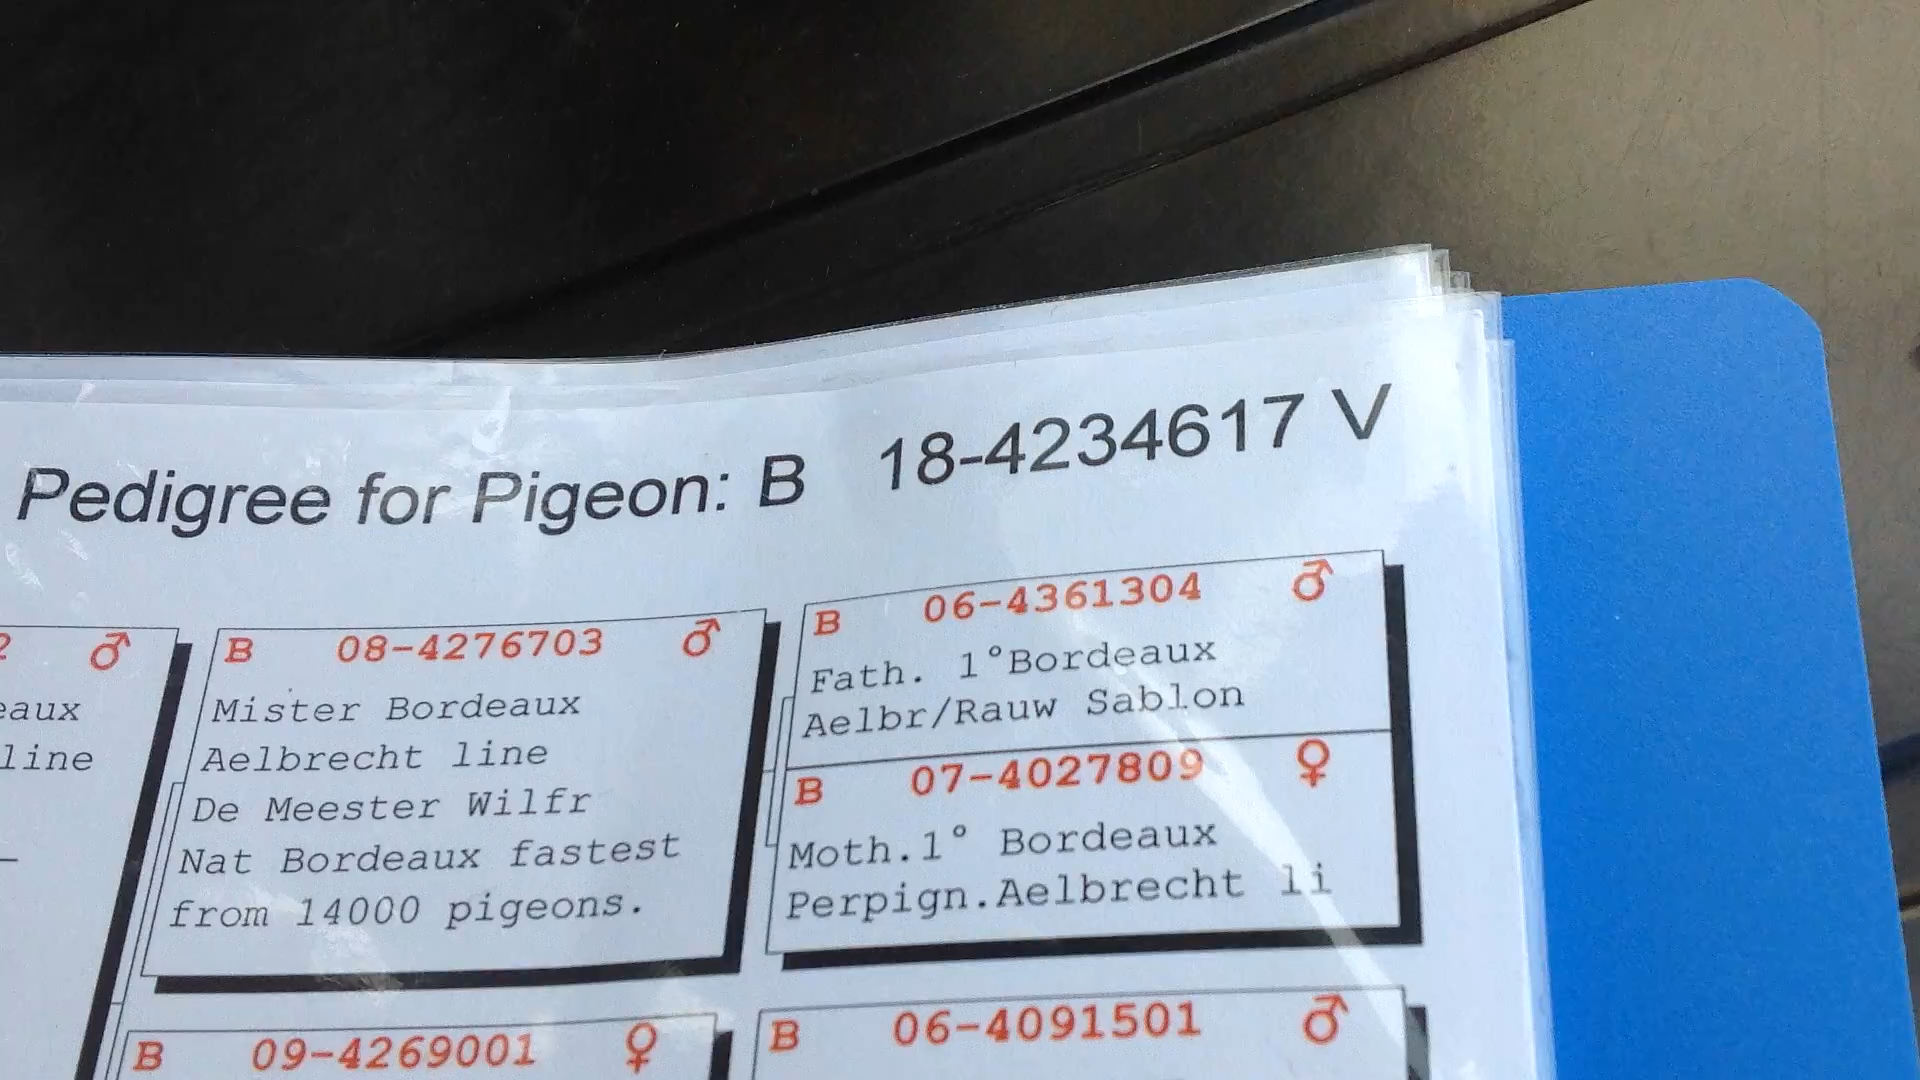 Pedigree for Pigeon: B 18-4234617 V
2 ♂
eaux
line
B 08-4276703 ♂
Mister Bordeaux
Aelbrecht line
De Meester Wilfr
Nat Bordeaux fastest
from 14000 pigeons.
B 06-4361304 ♂
Fath. 1°Bordeaux
Aelbr/Rauw Sablon
B 07-4027809 ♀
Moth.1° Bordeaux
Perpign.Aelbrecht li
B 09-4269001 ♀
B 06-4091501 ♂